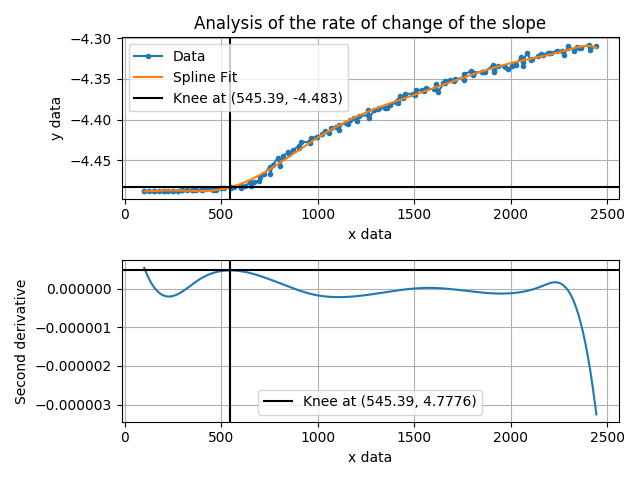 Analysis of the rate of change of the slope
−4.30
−4.35
−4.40
−4.45
y data
Data
Spline Fit
Knee at (545.39, -4.483)
0
500
1000
1500
2000
2500
x data
0.000000
−0.000001
−0.000002
−0.000003
Second derivative
Knee at (545.39, 4.7776)
0
500
1000
1500
2000
2500
x data